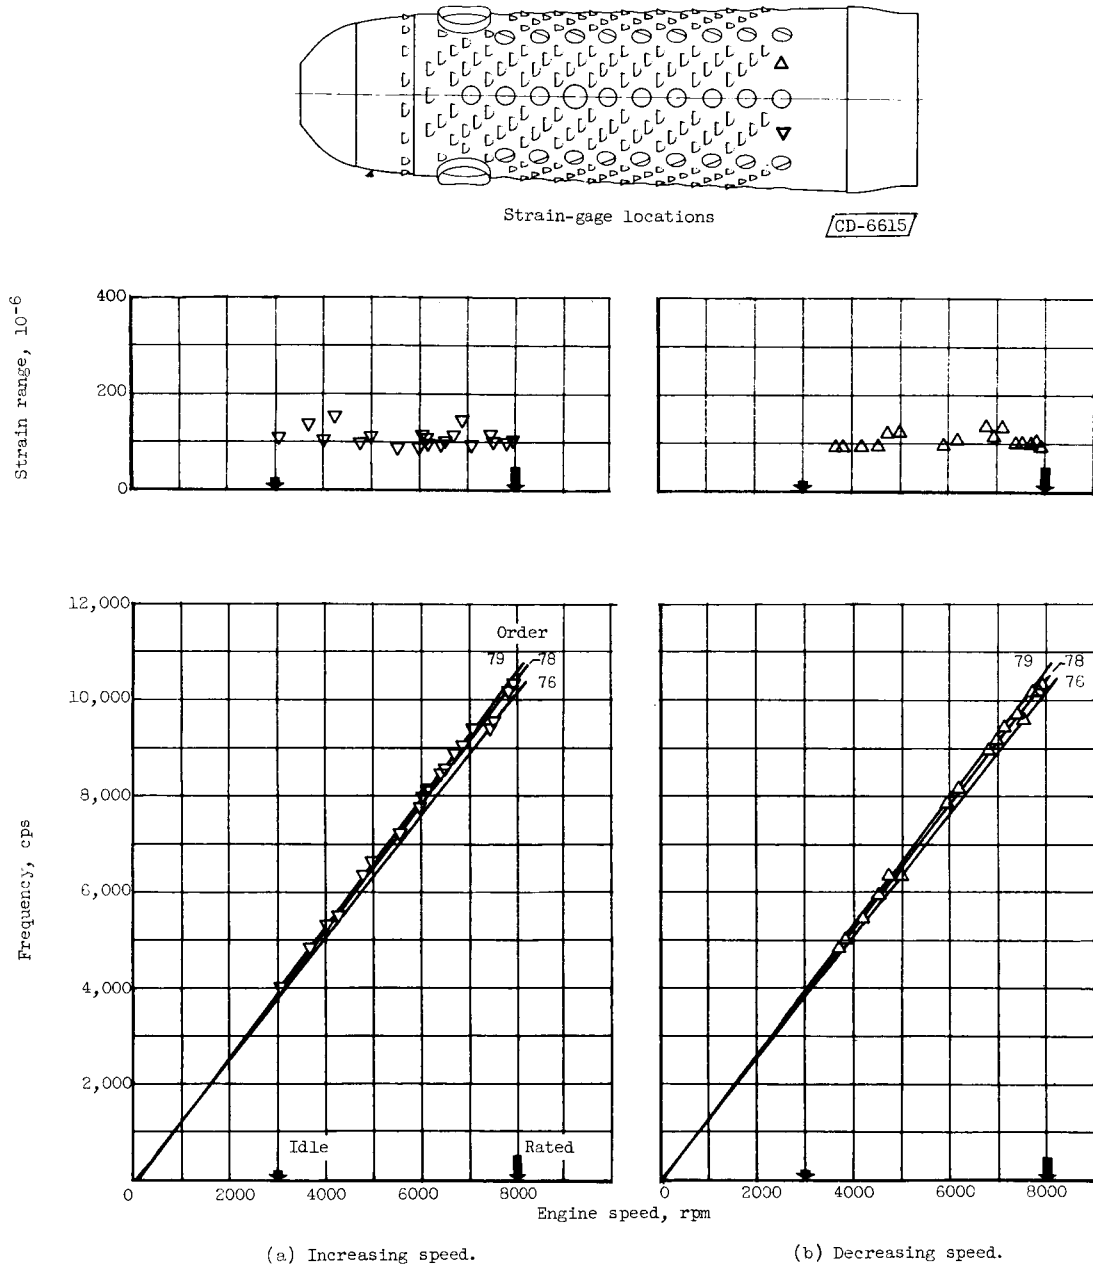 Strain-gage locations
CD-6615
Strain range, 10-6
400
200
0
Frequency, cps
12,000
10,000
8,000
6,000
4,000
2,000
Order
79
78
76
79
78
76
Idle
Rated
0 2000 4000 6000 8000
0 2000 4000 6000 8000
Engine speed, rpm
(a) Increasing speed.
(b) Decreasing speed.